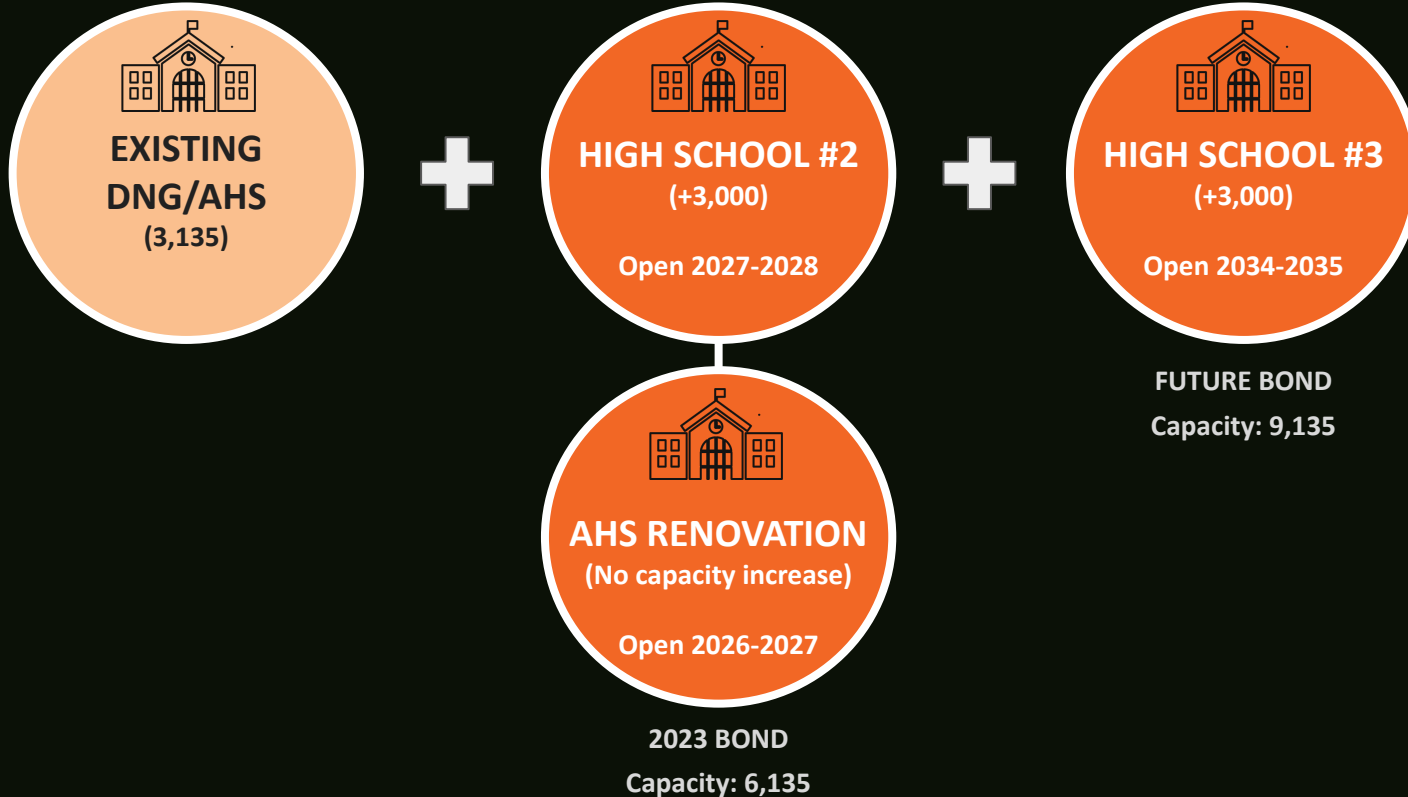 EXISTING
DNG/AHS
(3,135)
HIGH SCHOOL #2
(+3,000)
Open 2027-2028
HIGH SCHOOL #3
(+3,000)
Open 2034-2035
AHS RENOVATION
(No capacity increase)
Open 2026-2027
2023 BOND
Capacity: 6,135
FUTURE BOND
Capacity: 9,135